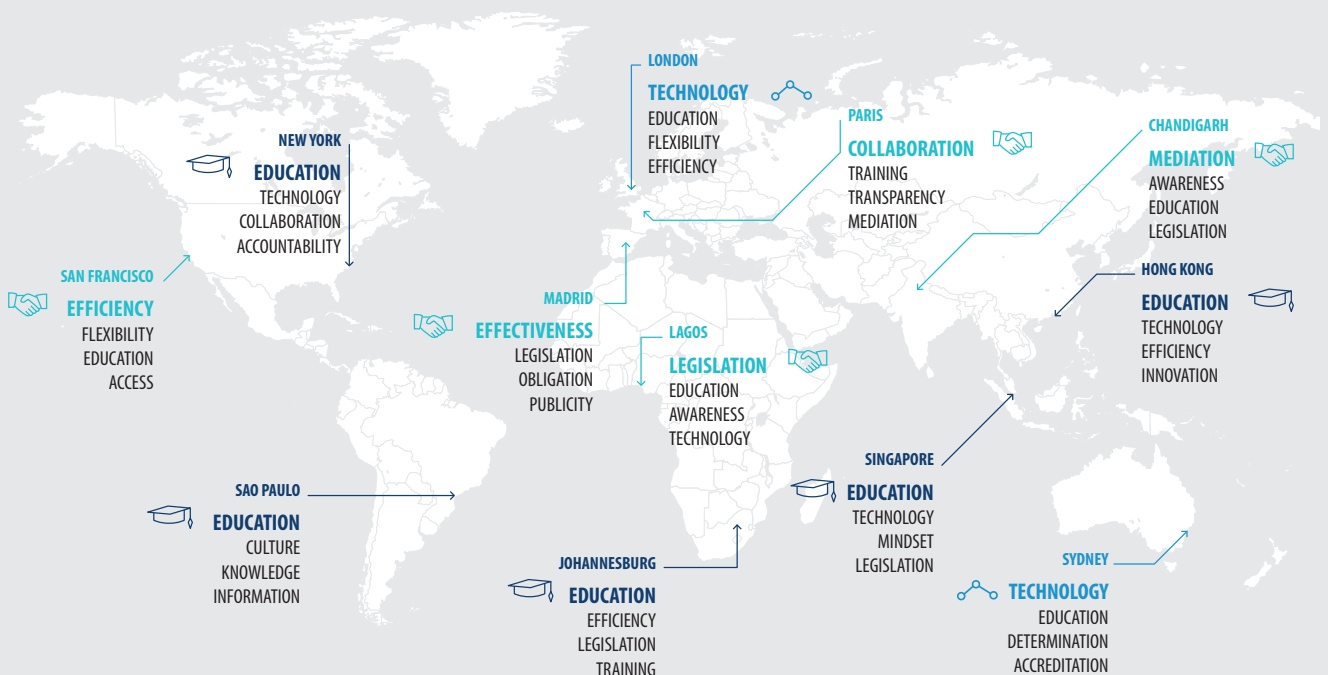 LONDON
TECHNOLOGY
EDUCATION
FLEXIBILITY
EFFICIENCY
PARIS
COLLABORATION
TRAINING
TRANSPARENCY
MEDIATION
CHANDIGARH
MEDIATION
AWARENESS
EDUCATION
LEGISLATION
NEW YORK
EDUCATION
TECHNOLOGY
COLLABORATION
ACCOUNTABILITY
SAN FRANCISCO
EFFICIENCY
FLEXIBILITY
EDUCATION
ACCESS
MADRID
EFFECTIVENESS
LEGISLATION
OBLIGATION
PUBLICITY
LAGOS
LEGISLATION
EDUCATION
AWARENESS
TECHNOLOGY
HONG KONG
EDUCATION
TECHNOLOGY
EFFICIENCY
INNOVATION
SAO PAULO
EDUCATION
CULTURE
KNOWLEDGE
INFORMATION
JOHANNESBURG
EDUCATION
EFFICIENCY
LEGISLATION
TRAINING
SINGAPORE
EDUCATION
TECHNOLOGY
MINDSET
LEGISLATION
SYDNEY
TECHNOLOGY
EDUCATION
DETERMINATION
ACCREDITATION